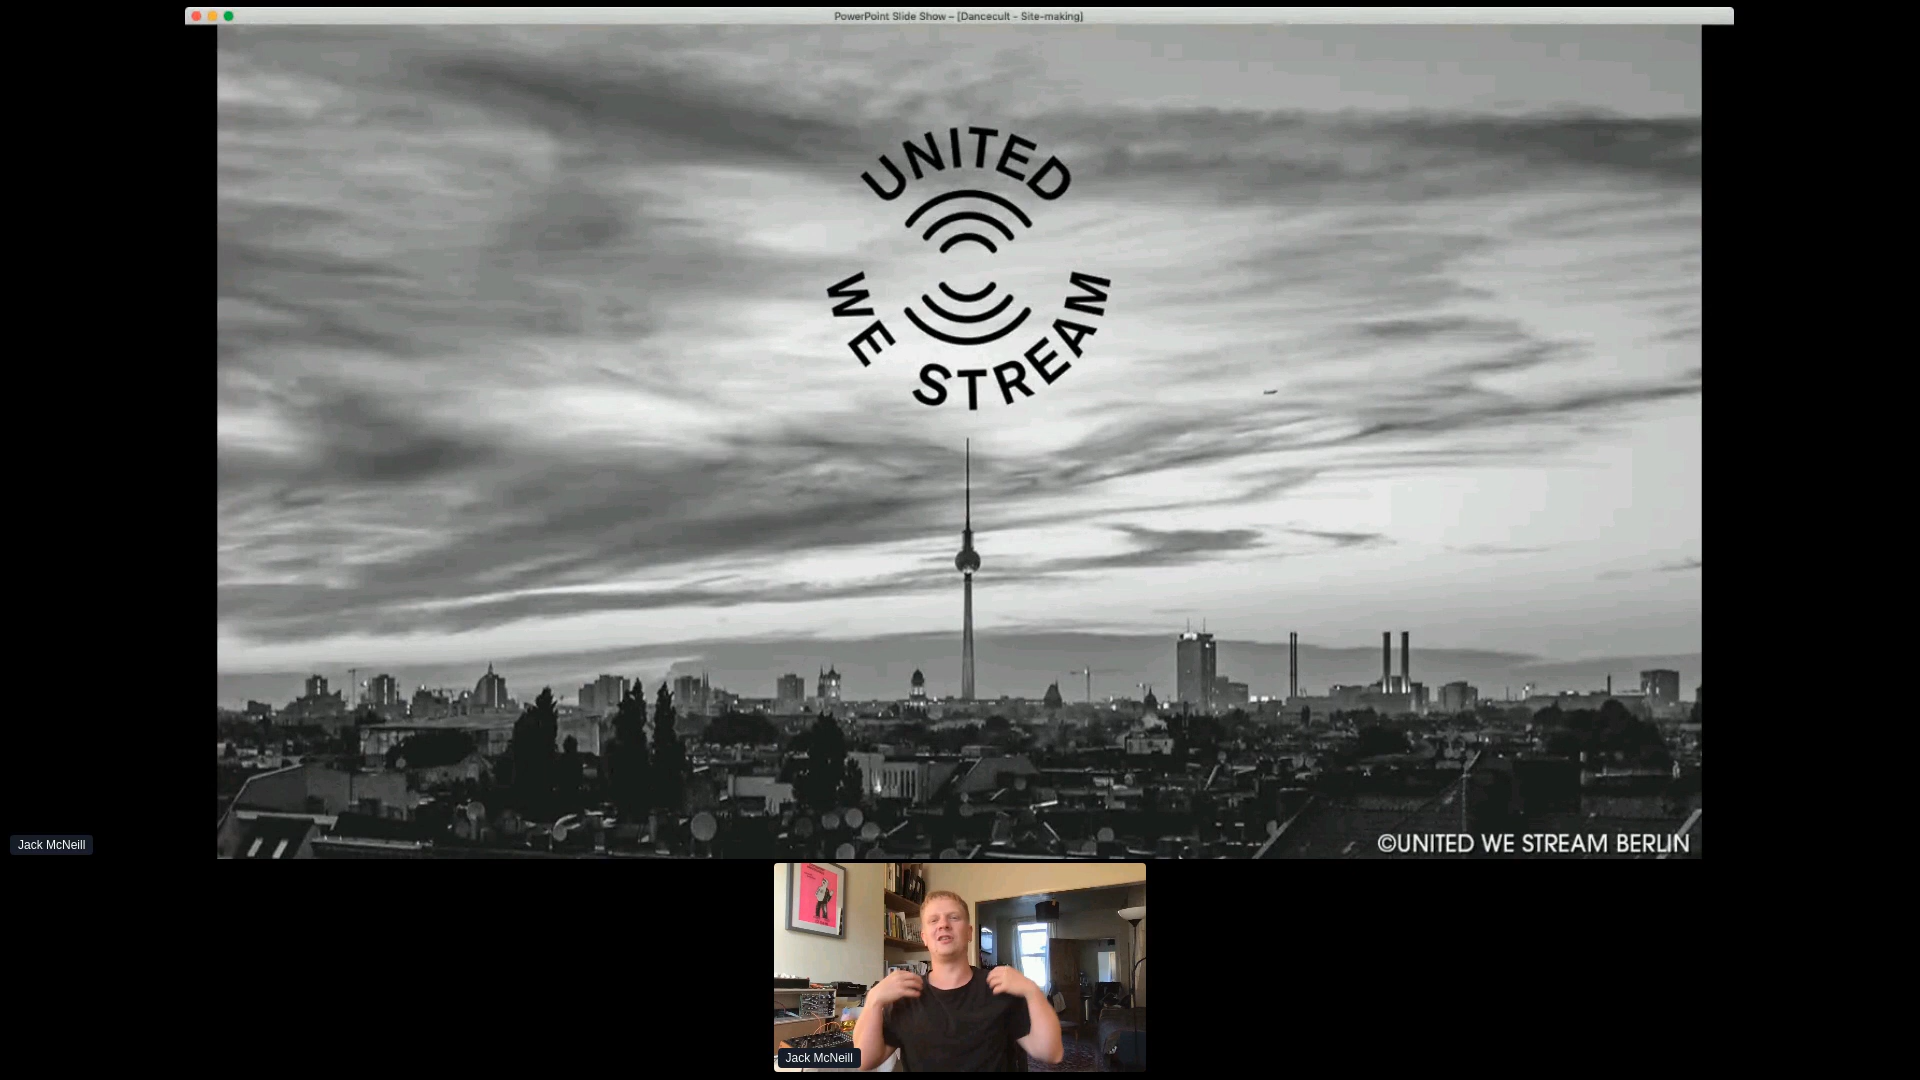 PowerPoint Slide Show – [Dancecult - Site-making]
UNITED
WE STREAM
©UNITED WE STREAM BERLIN
Jack McNeill
Jack McNeill